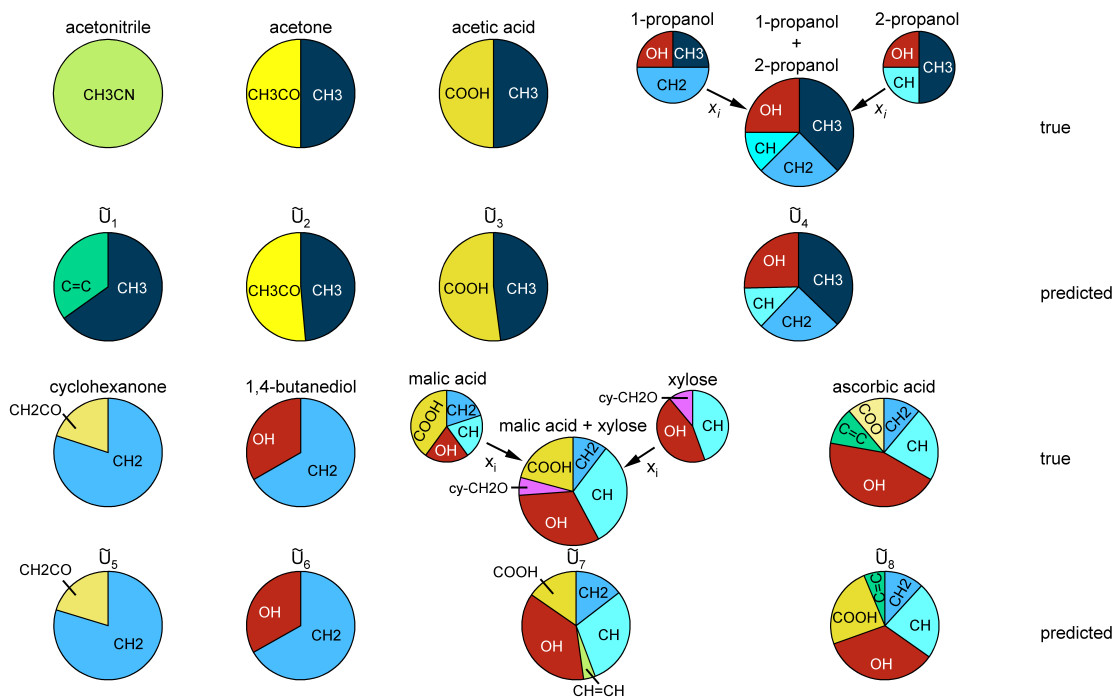 acetonitrile
acetone
acetic acid
1-propanol
1-propanol
+
2-propanol
2-propanol
CH3CN
CH3CO
CH3
COOH
CH3
OH
CH3
CH2
OH
CH3
CH
x_i
x_i
OH
CH3
CH
CH2
true
Ũ₁
Ũ₂
Ũ₃
Ũ₄
C=C
CH3
CH3CO
CH3
COOH
CH3
OH
CH3
CH
CH2
predicted
cyclohexanone
1,4-butanediol
malic acid
malic acid + xylose
xylose
ascorbic acid
CH2CO
CH2
OH
CH2
COOH
CH2
CH
OH
cy-CH2O
CH
OH
x_i
x_i
COOH
CH2
CH
cy-CH2O
OH
C=C
COO
CH2
CH
OH
true
Ũ₅
Ũ₆
Ũ₇
Ũ₈
CH2CO
CH2
OH
CH2
COOH
CH2
CH
OH
CH=CH
C=C
CH2
COOH
CH
OH
predicted